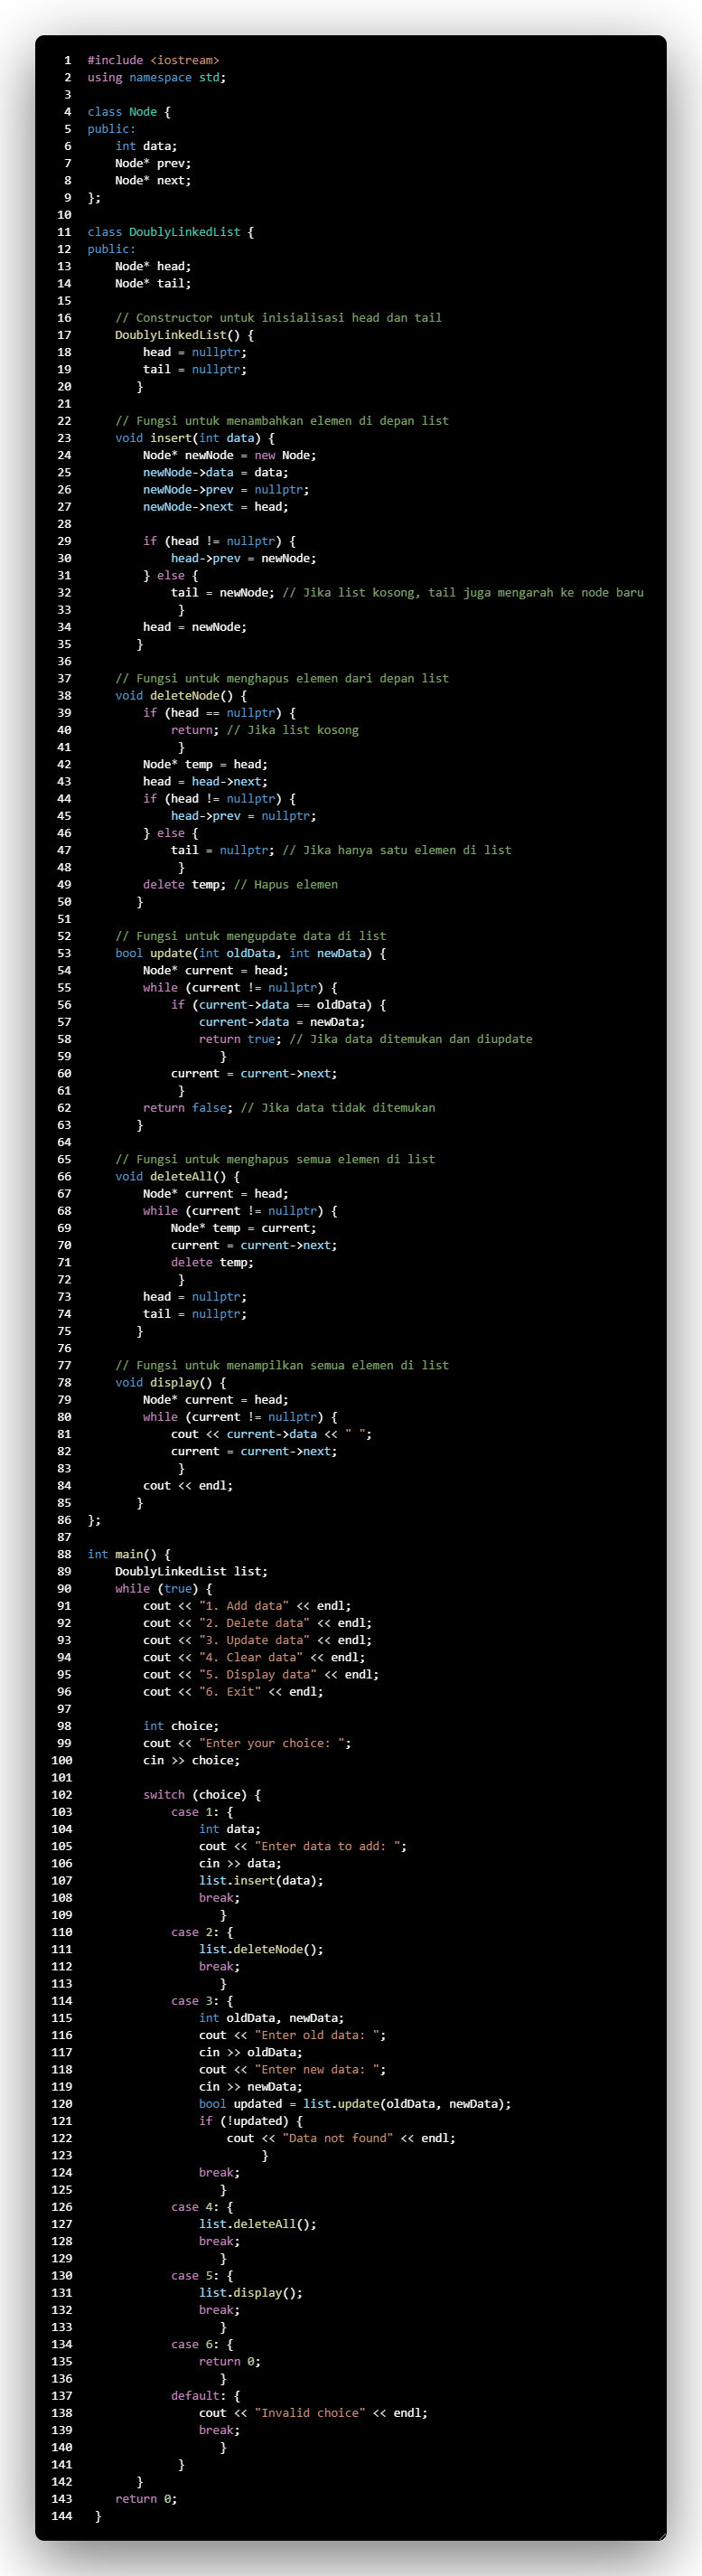 1 #include <iostream>
2 using namespace std;
3
4 class Node {
5 public:
6     int data;
7     Node* prev;
8     Node* next;
9 };
10
11 class DoublyLinkedList {
12 public:
13     Node* head;
14     Node* tail;
15
16     // Constructor untuk inisialisasi head dan tail
17     DoublyLinkedList() {
18         head = nullptr;
19         tail = nullptr;
20        }
21
22     // Fungsi untuk menambahkan elemen di depan list
23     void insert(int data) {
24         Node* newNode = new Node;
25         newNode->data = data;
26         newNode->prev = nullptr;
27         newNode->next = head;
28
29         if (head != nullptr) {
30             head->prev = newNode;
31         } else {
32             tail = newNode; // Jika list kosong, tail juga mengarah ke node baru
33              }
34         head = newNode;
35        }
36
37     // Fungsi untuk menghapus elemen dari depan list
38     void deleteNode() {
39         if (head == nullptr) {
40             return; // Jika list kosong
41              }
42         Node* temp = head;
43         head = head->next;
44         if (head != nullptr) {
45             head->prev = nullptr;
46         } else {
47             tail = nullptr; // Jika hanya satu elemen di list
48              }
49         delete temp; // Hapus elemen
50        }
51
52     // Fungsi untuk mengupdate data di list
53     bool update(int oldData, int newData) {
54         Node* current = head;
55         while (current != nullptr) {
56             if (current->data == oldData) {
57                 current->data = newData;
58                 return true; // Jika data ditemukan dan diupdate
59                    }
60             current = current->next;
61              }
62         return false; // Jika data tidak ditemukan
63        }
64
65     // Fungsi untuk menghapus semua elemen di list
66     void deleteAll() {
67         Node* current = head;
68         while (current != nullptr) {
69             Node* temp = current;
70             current = current->next;
71             delete temp;
72              }
73         head = nullptr;
74         tail = nullptr;
75        }
76
77     // Fungsi untuk menampilkan semua elemen di list
78     void display() {
79         Node* current = head;
80         while (current != nullptr) {
81             cout << current->data << " ";
82             current = current->next;
83              }
84         cout << endl;
85        }
86 };
87
88 int main() {
89     DoublyLinkedList list;
90     while (true) {
91         cout << "1. Add data" << endl;
92         cout << "2. Delete data" << endl;
93         cout << "3. Update data" << endl;
94         cout << "4. Clear data" << endl;
95         cout << "5. Display data" << endl;
96         cout << "6. Exit" << endl;
97
98         int choice;
99         cout << "Enter your choice: ";
100         cin >> choice;
101
102         switch (choice) {
103             case 1: {
104                 int data;
105                 cout << "Enter data to add: ";
106                 cin >> data;
107                 list.insert(data);
108                 break;
109                    }
110             case 2: {
111                 list.deleteNode();
112                 break;
113                    }
114             case 3: {
115                 int oldData, newData;
116                 cout << "Enter old data: ";
117                 cin >> oldData;
118                 cout << "Enter new data: ";
119                 cin >> newData;
120                 bool updated = list.update(oldData, newData);
121                 if (!updated) {
122                     cout << "Data not found" << endl;
123                          }
124                 break;
125                    }
126             case 4: {
127                 list.deleteAll();
128                 break;
129                    }
130             case 5: {
131                 list.display();
132                 break;
133                    }
134             case 6: {
135                 return 0;
136                    }
137             default: {
138                 cout << "Invalid choice" << endl;
139                 break;
140                    }
141              }
142        }
143     return 0;
144  }